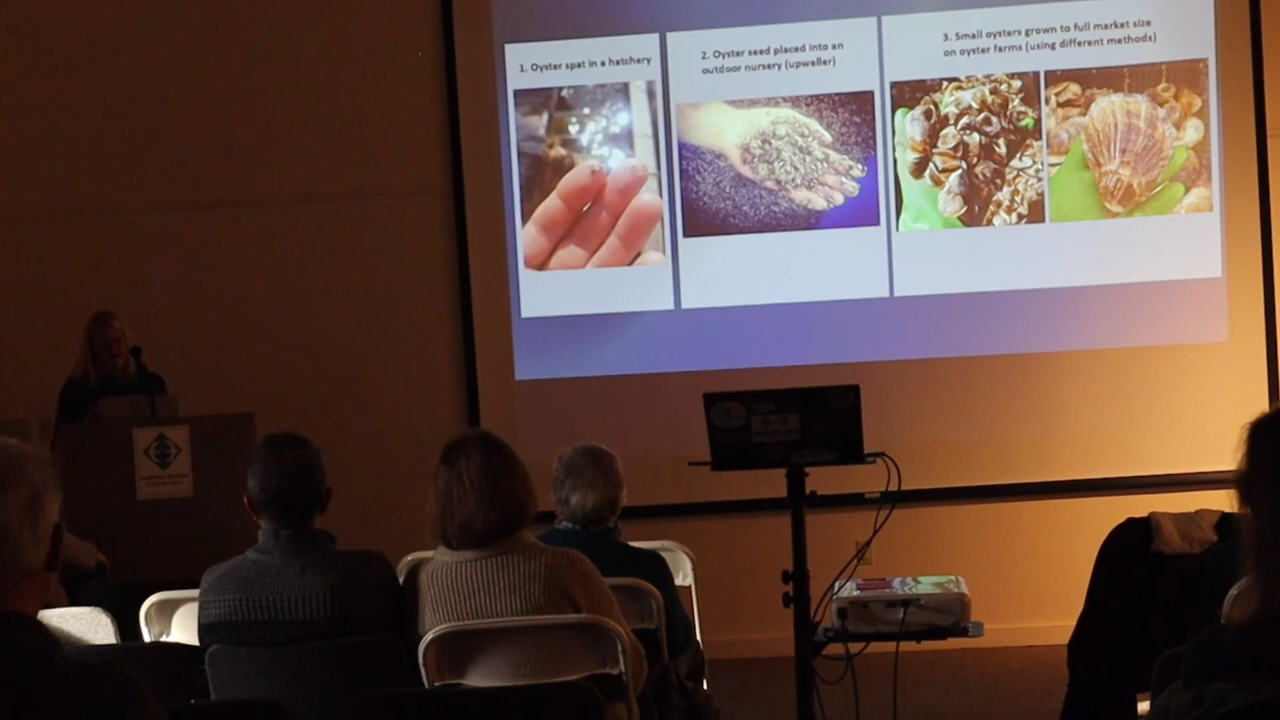 1. Oyster spat in a hatchery
2. Oyster seed placed into an
outdoor nursery (upweller)
3. Small oysters grown to full market size
on oyster farms (using different methods)